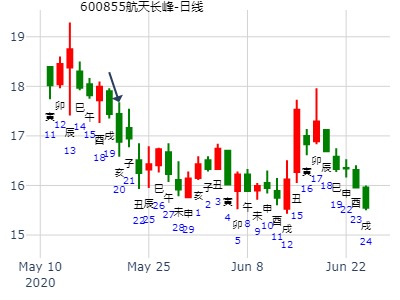 600855航天长峰-日线
19
18
17
16
15
寅
11
卯
12
辰
13
巳
14
午
15
酉
18
戌
19
亥
20
子
21
丑
22
辰
25
巳
26
午
27
未
28
申
29
亥
1
子
2
丑
3
寅
4
卯
5
午
8
未
9
申
10
酉
11
戌
12
丑
15
寅
16
卯
17
辰
18
巳
19
申
22
酉
23
戌
24
May 10
2020
May 25
Jun 8
Jun 22